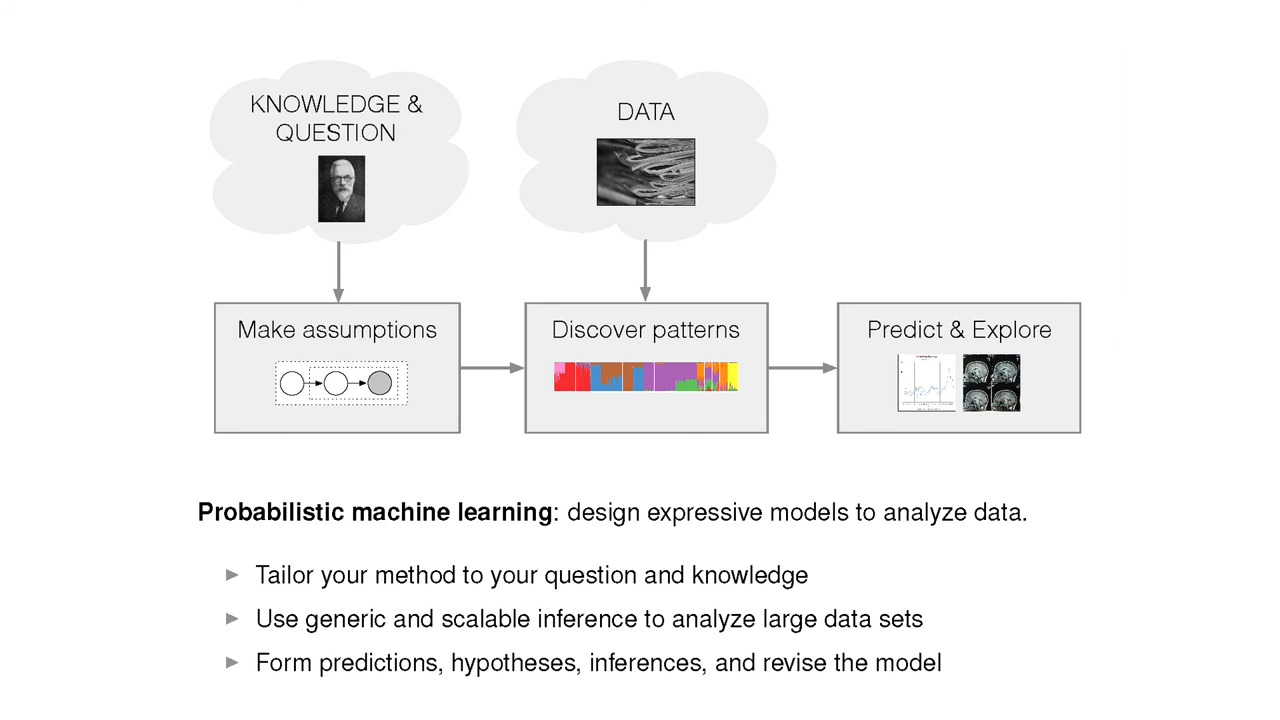 KNOWLEDGE &
QUESTION
DATA
Make assumptions
Discover patterns
Predict & Explore
Probabilistic machine learning: design expressive models to analyze data.
Tailor your method to your question and knowledge
Use generic and scalable inference to analyze large data sets
Form predictions, hypotheses, inferences, and revise the model